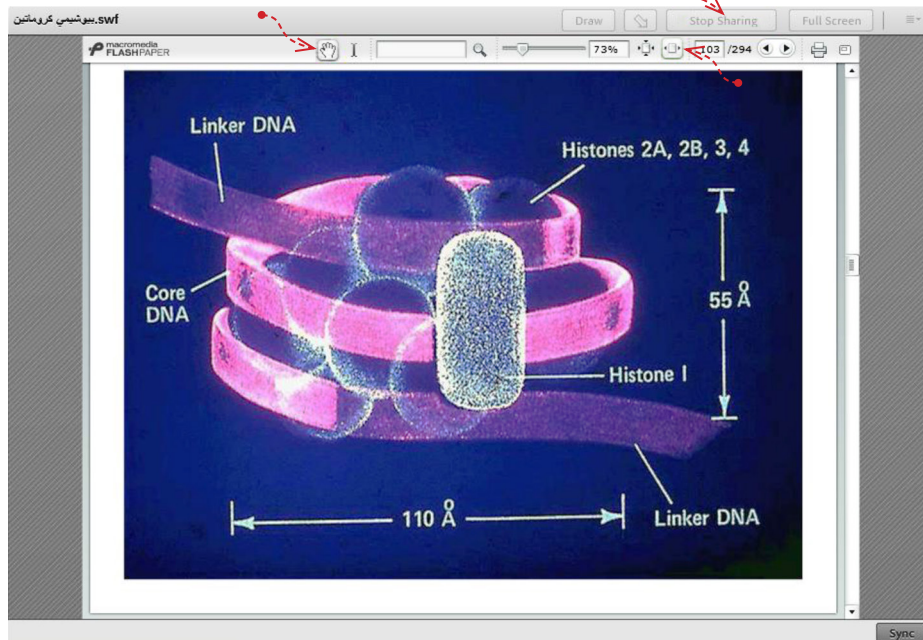 بيوشيمي كروماتين.swf
Draw
Stop Sharing
Full Screen
macromedia
FLASHPAPER
73%
103 /294
Linker DNA
Histones 2A, 2B, 3, 4
Core
DNA
55 Å
Histone I
110 Å
Linker DNA
Sync